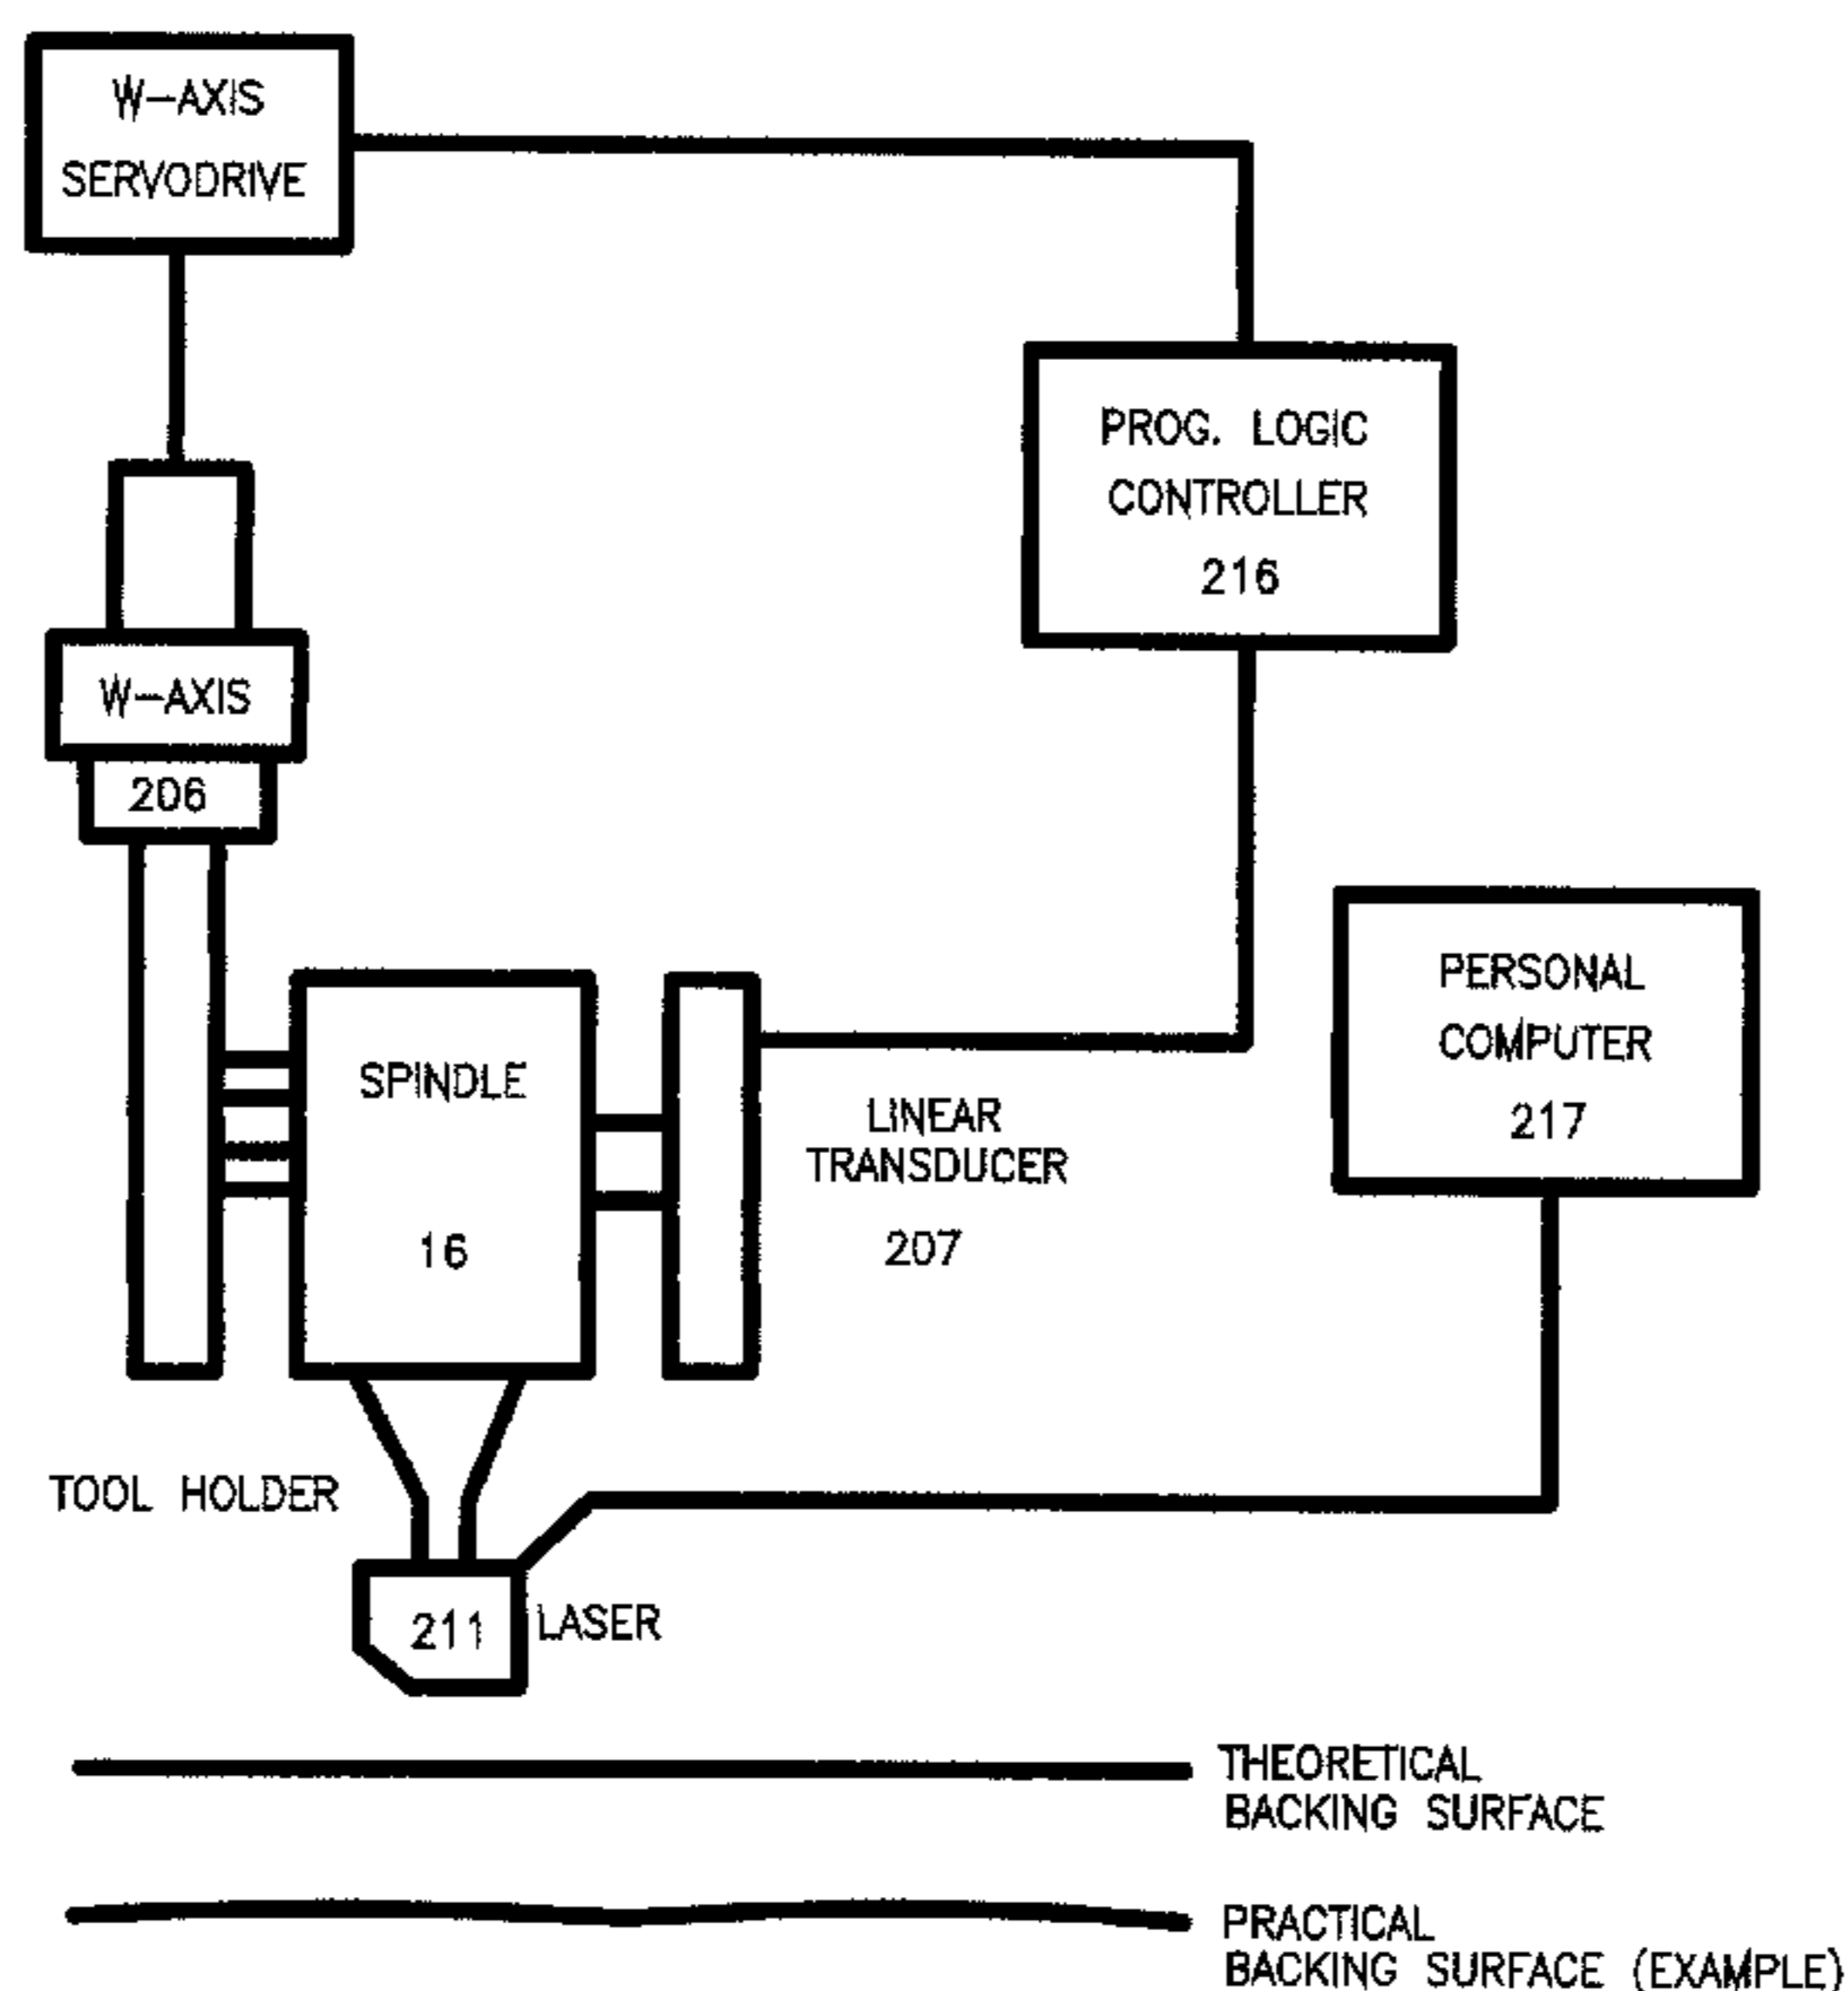 W-AXIS
SERVODRIVE
PROG. LOGIC
CONTROLLER
216
W-AXIS
206
PERSONAL
COMPUTER
217
SPINDLE
16
LINEAR
TRANSDUCER
207
TOOL HOLDER
211
LASER
THEORETICAL
BACKING SURFACE
PRACTICAL
BACKING SURFACE (EXAMPLE)